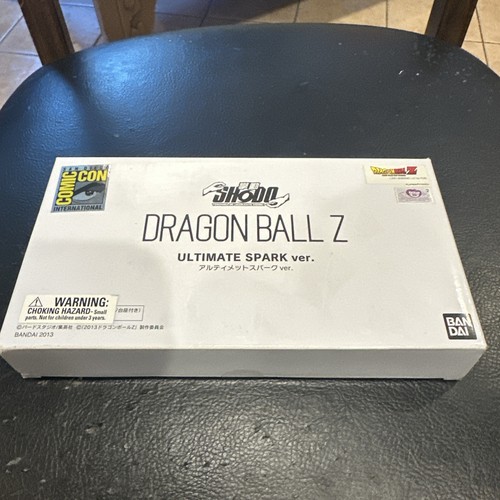 COMIC CON
INTERNATIONAL
SHODO
DRAGON BALL Z
ULTIMATE SPARK ver.
アルティメットスパーク ver.
WARNING:
CHOKING HAZARD- Small
parts. Not for children under 3 years.
©バードスタジオ/集英社 ©「2013 ドラゴンボールZ」製作委員会
BANDAI 2013
BAN
DAI